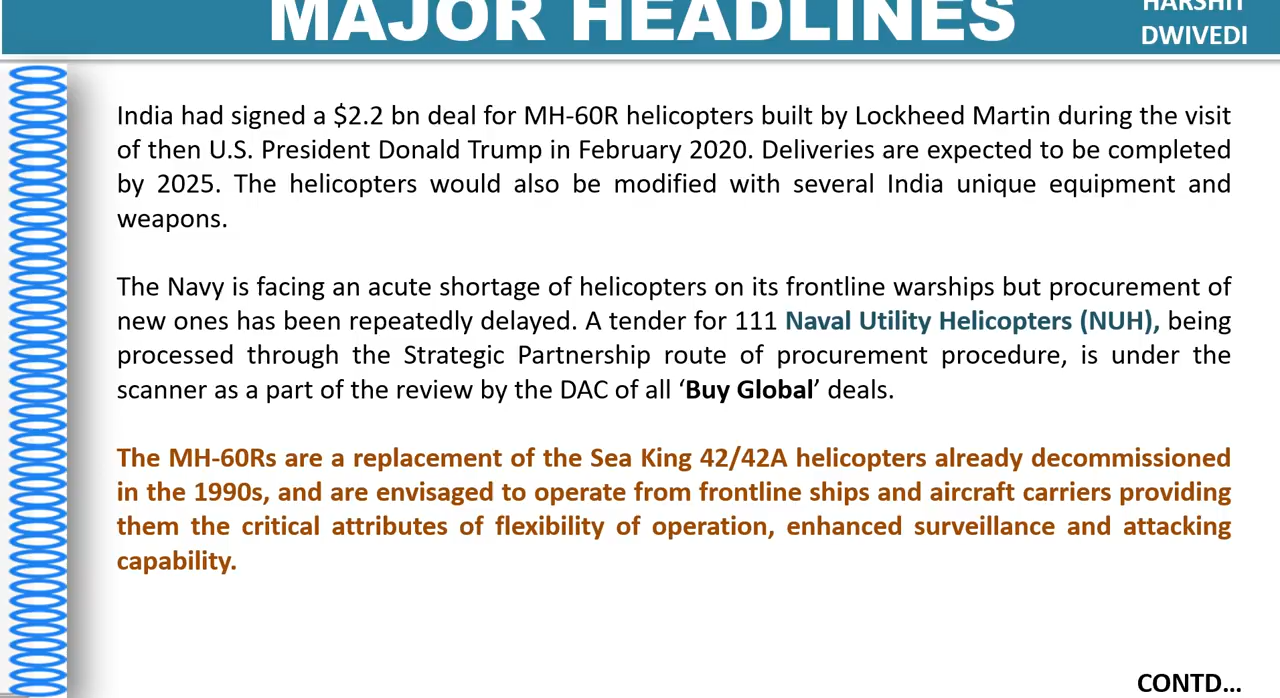 MAJOR HEADLINES
HARSHIT
DWIVEDI
India had signed a $2.2 bn deal for MH-60R helicopters built by Lockheed Martin during the visit
of then U.S. President Donald Trump in February 2020. Deliveries are expected to be completed
by 2025. The helicopters would also be modified with several India unique equipment and
weapons.
The Navy is facing an acute shortage of helicopters on its frontline warships but procurement of
new ones has been repeatedly delayed. A tender for 111 Naval Utility Helicopters (NUH), being
processed through the Strategic Partnership route of procurement procedure, is under the
scanner as a part of the review by the DAC of all ‘Buy Global’ deals.
The MH-60Rs are a replacement of the Sea King 42/42A helicopters already decommissioned
in the 1990s, and are envisaged to operate from frontline ships and aircraft carriers providing
them the critical attributes of flexibility of operation, enhanced surveillance and attacking
capability.
CONTD...